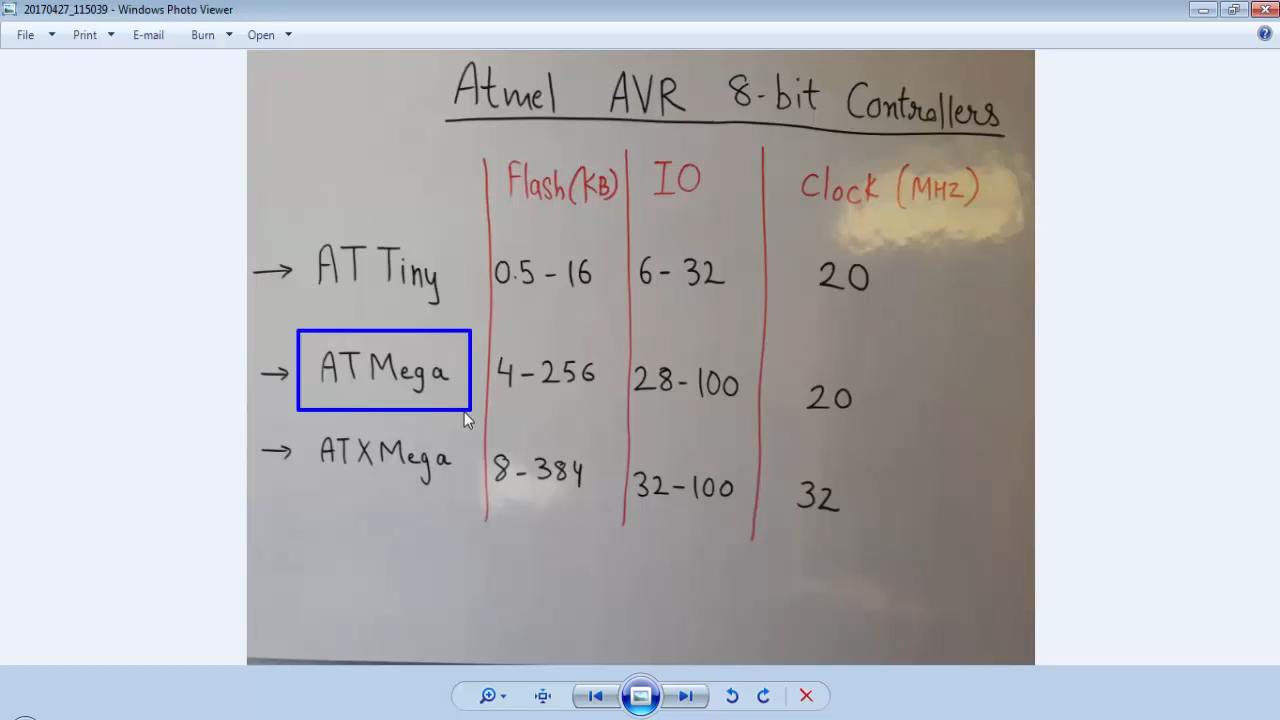 20170427_115039 - Windows Photo Viewer
File Print E-mail Burn Open
Atmel AVR 8-bit Controllers
Flash(KB) IO Clock (MHZ)
→ AT Tiny 0.5 - 16 6 - 32 20
→ ATMega 4 - 256 28 - 100 20
→ ATXMega 8 - 384 32 - 100 32